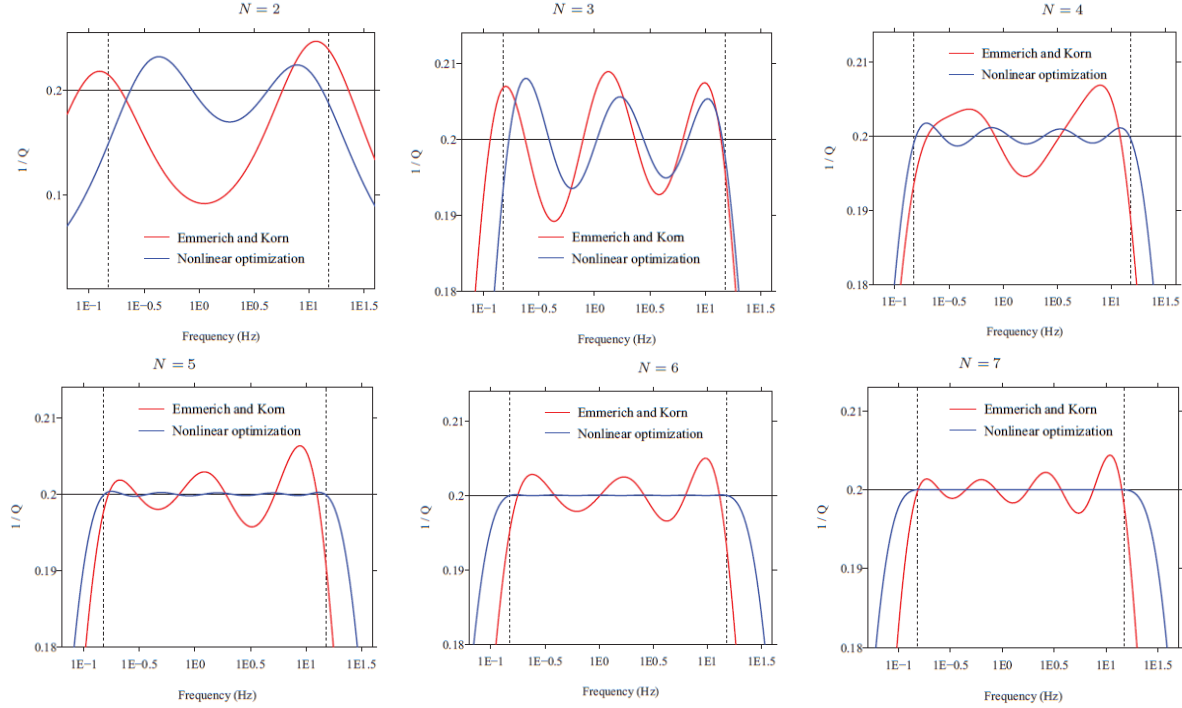 N = 2
0.2
0.1
1 / Q
Emmerich and Korn
Nonlinear optimization
1E−1 1E−0.5 1E0 1E0.5 1E1 1E1.5
Frequency (Hz)
N = 3
0.21
0.2
0.19
0.18
1 / Q
Emmerich and Korn
Nonlinear optimization
1E−1 1E−0.5 1E0 1E0.5 1E1 1E1.5
Frequency (Hz)
N = 4
0.21
0.2
0.19
0.18
1 / Q
Emmerich and Korn
Nonlinear optimization
1E−1 1E−0.5 1E0 1E0.5 1E1 1E1.5
Frequency (Hz)
N = 5
0.21
0.2
0.19
0.18
1 / Q
Emmerich and Korn
Nonlinear optimization
1E−1 1E−0.5 1E0 1E0.5 1E1 1E1.5
Frequency (Hz)
N = 6
0.21
0.2
0.19
0.18
1 / Q
Emmerich and Korn
Nonlinear optimization
1E−1 1E−0.5 1E0 1E0.5 1E1 1E1.5
Frequency (Hz)
N = 7
0.21
0.2
0.19
0.18
1 / Q
Emmerich and Korn
Nonlinear optimization
1E−1 1E−0.5 1E0 1E0.5 1E1 1E1.5
Frequency (Hz)